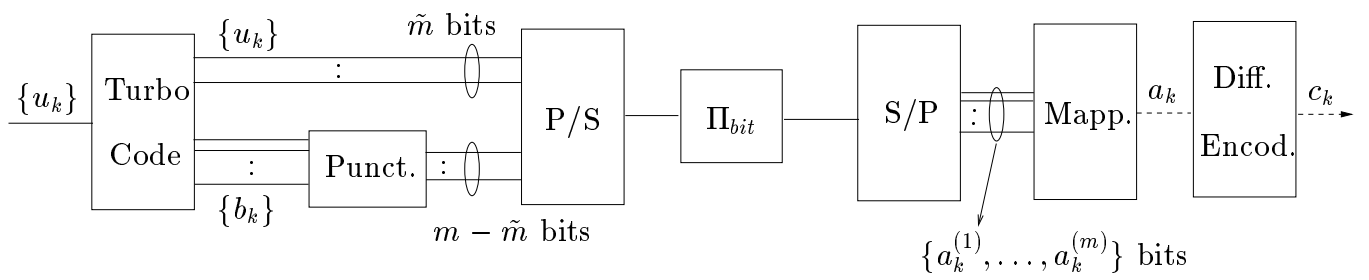 {u_k}
Turbo
Code
{u_k}
m̃ bits
{b_k}
Punct.
m − m̃ bits
P/S
Π_bit
S/P
{a_k^(1), . . . , a_k^(m)} bits
Mapp.
a_k
Diff.
Encod.
c_k